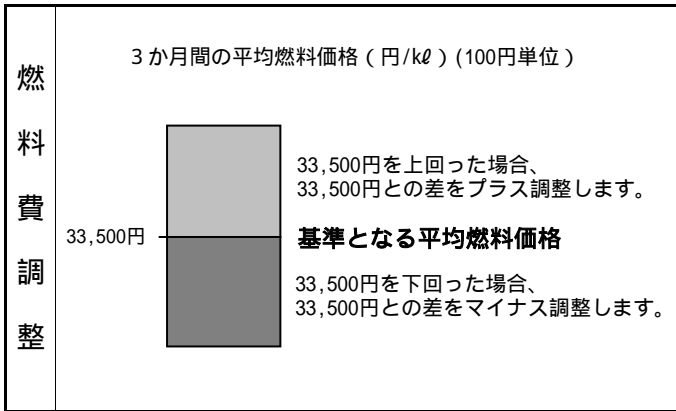 燃料費調整
3か月間の平均燃料価格(円/kℓ)(100円単位)
33,500円を上回った場合、
33,500円との差をプラス調整します。
33,500円
基準となる平均燃料価格
33,500円を下回った場合、
33,500円との差をマイナス調整します。